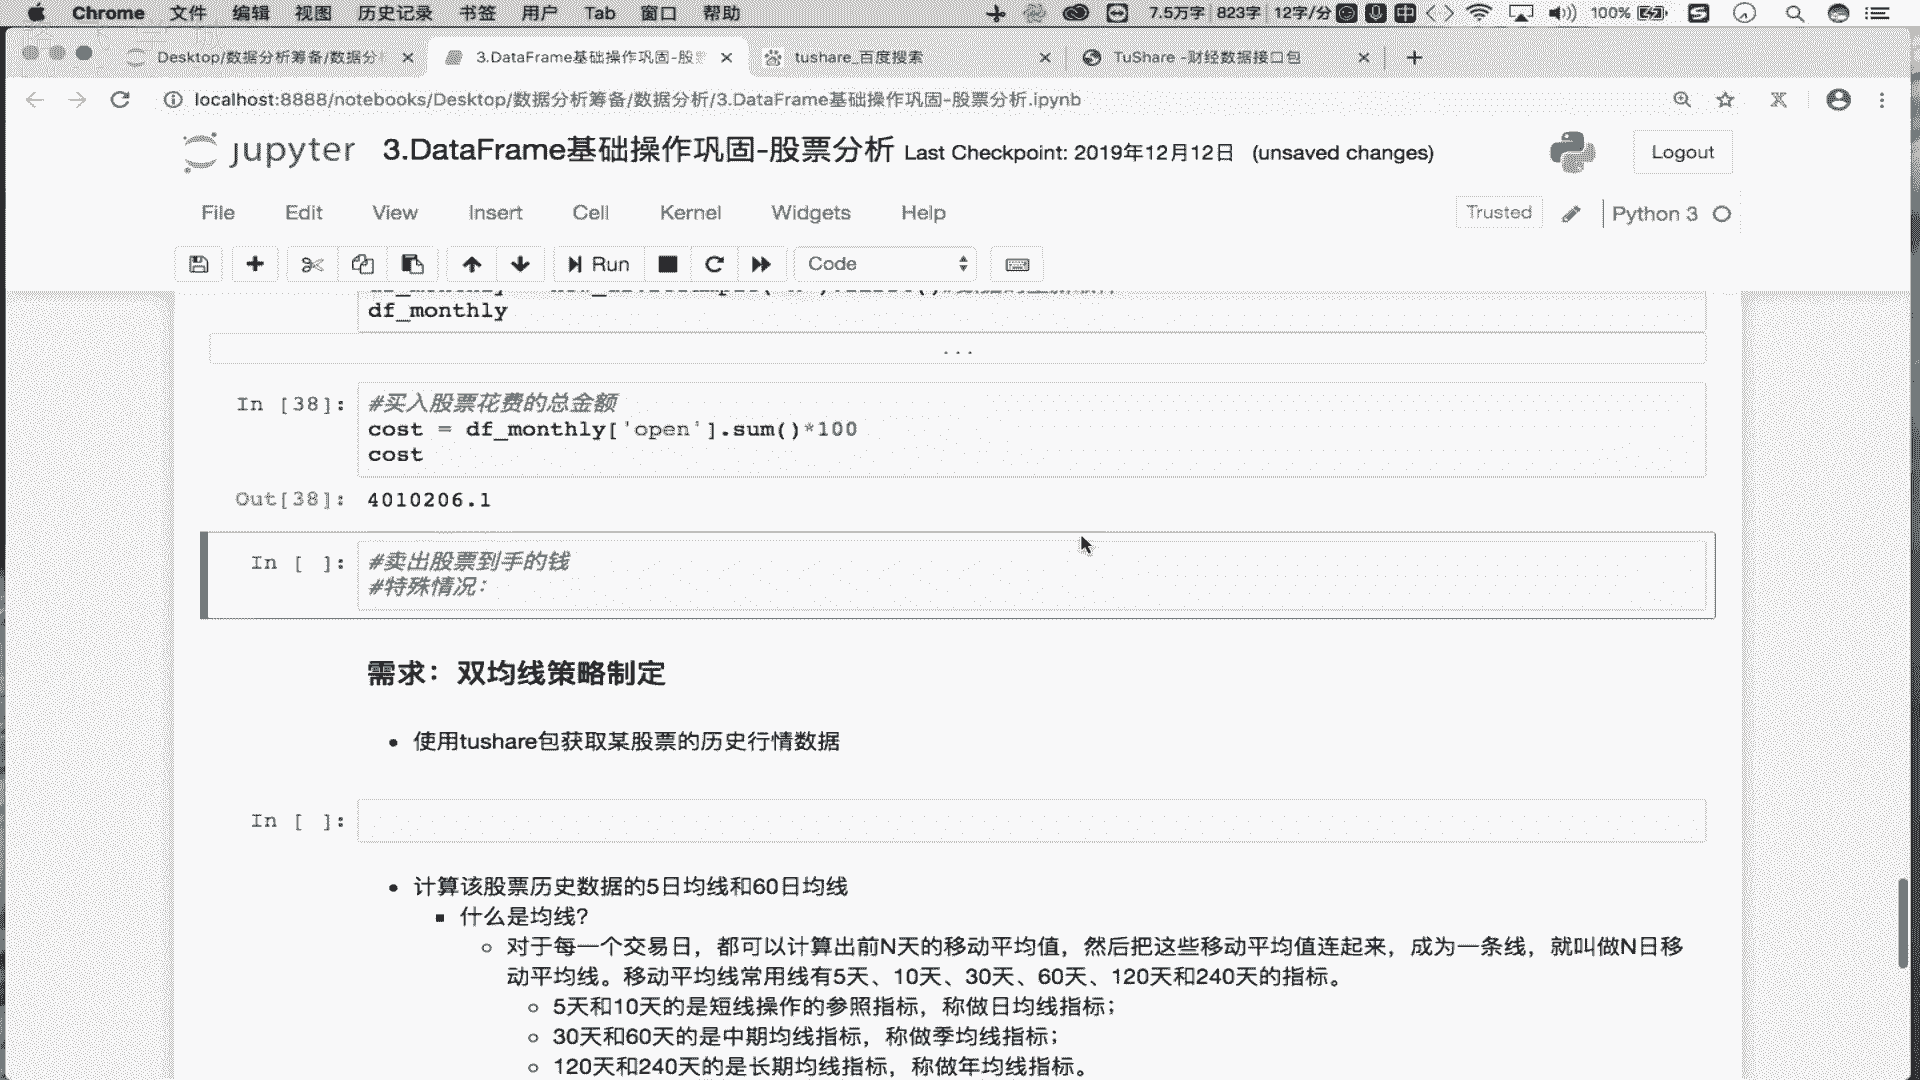 Chrome 文件 编辑 视图 历史记录 书签 用户 Tab 窗口 帮助 7.5万字 823字 12字/分 中 100%
Desktop/数据分析筹备/数据分 3.DataFrame基础操作巩固-股 tushare_百度搜索 TuShare -财经数据接口包
localhost:8888/notebooks/Desktop/数据分析筹备/数据分析/3.DataFrame基础操作巩固-股票分析.ipynb
jupyter 3.DataFrame基础操作巩固-股票分析 Last Checkpoint: 2019年12月12日 (unsaved changes) Logout
File Edit View Insert Cell Kernel Widgets Help Trusted Python 3
Run Code
df_monthly
...
In [38]: #买入股票花费的总金额
cost = df_monthly['open'].sum()*100
cost
Out[38]: 4010206.1
In [ ]: #卖出股票到手的钱
#特殊情况：
需求：双均线策略制定
使用tushare包获取某股票的历史行情数据
In [ ]:
计算该股票历史数据的5日均线和60日均线
什么是均线?
对于每一个交易日，都可以计算出前N天的移动平均值，然后把这些移动平均值连起来，成为一条线，就叫做N日移
动平均线。移动平均线常用线有5天、10天、30天、60天、120天和240天的指标。
5天和10天的是短线操作的参照指标，称做日均线指标；
30天和60天的是中期均线指标，称做季均线指标；
120天和240天的是长期均线指标，称做年均线指标。